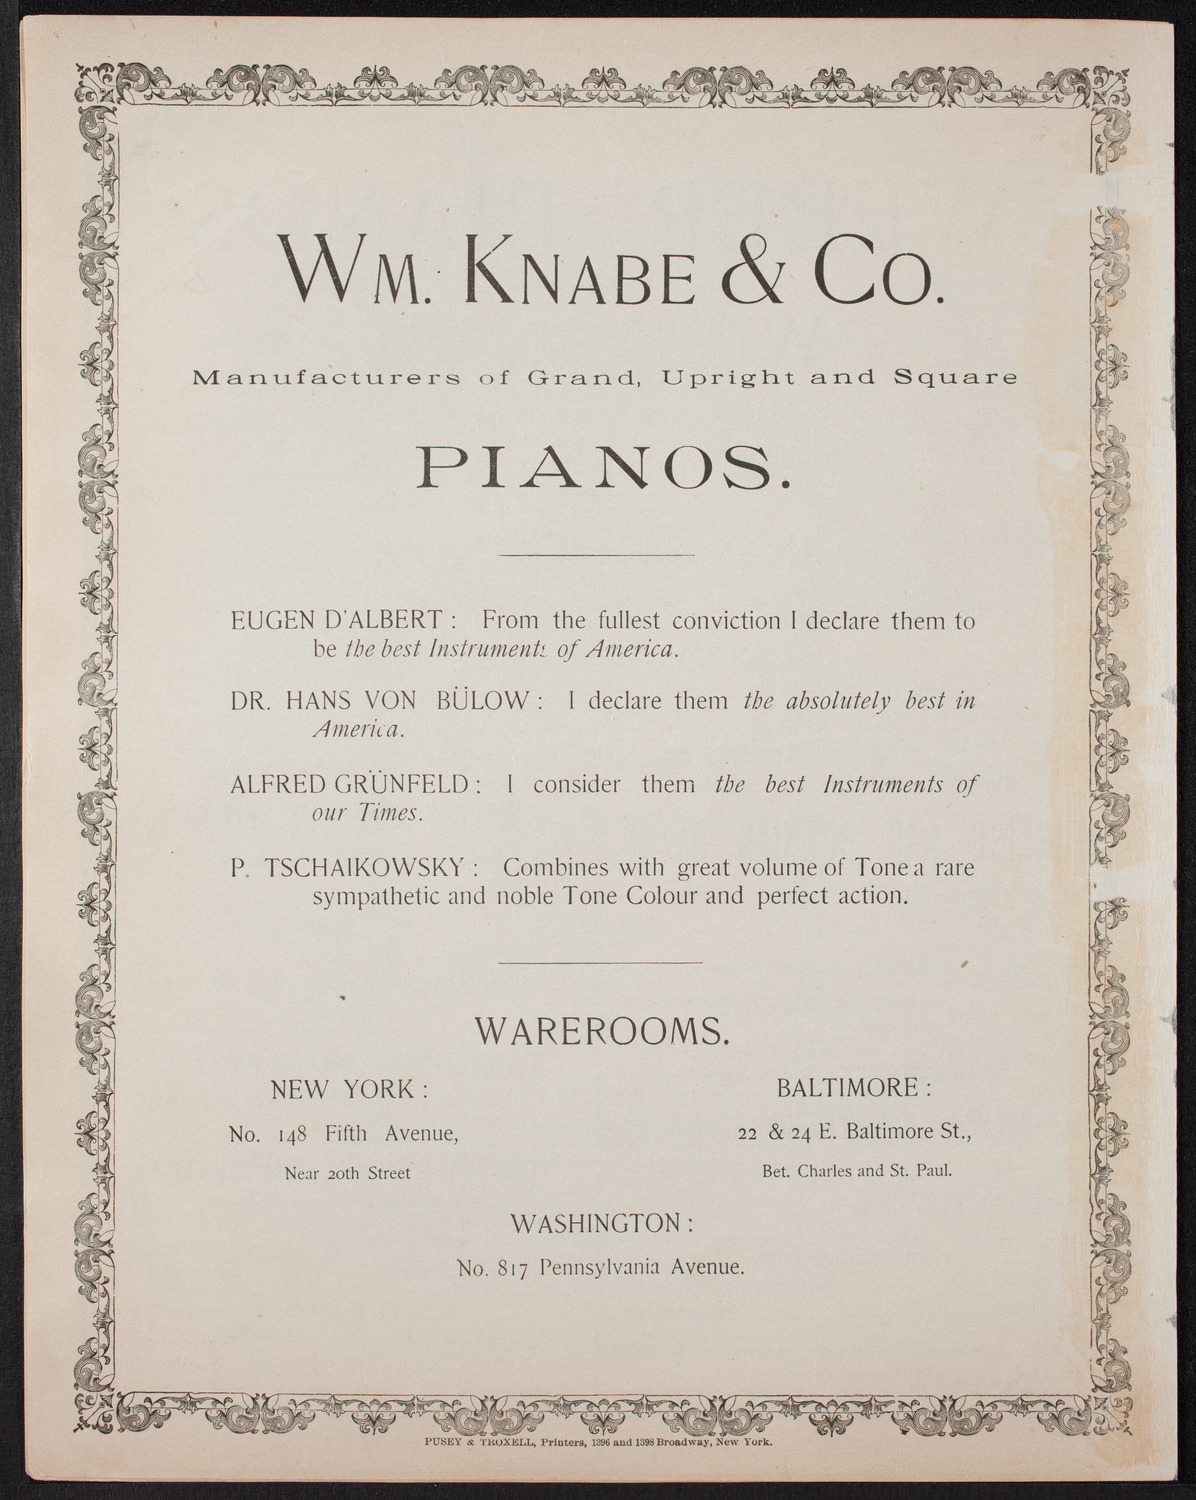 WM. KNABE & CO.
Manufacturers of Grand, Upright and Square
PIANOS.
EUGEN D'ALBERT : From the fullest conviction I declare them to
be the best Instruments of America.
DR. HANS VON BÜLOW : I declare them the absolutely best in
America.
ALFRED GRÜNFELD : I consider them the best Instruments of
our Times.
P. TSCHAIKOWSKY : Combines with great volume of Tone a rare
sympathetic and noble Tone Colour and perfect action.
WAREROOMS.
NEW YORK :
No. 148 Fifth Avenue,
Near 20th Street
BALTIMORE :
22 & 24 E. Baltimore St.,
Bet. Charles and St. Paul.
WASHINGTON :
No. 817 Pennsylvania Avenue.
PUSEY & TROXELL, Printers, 1396 and 1398 Broadway, New York.